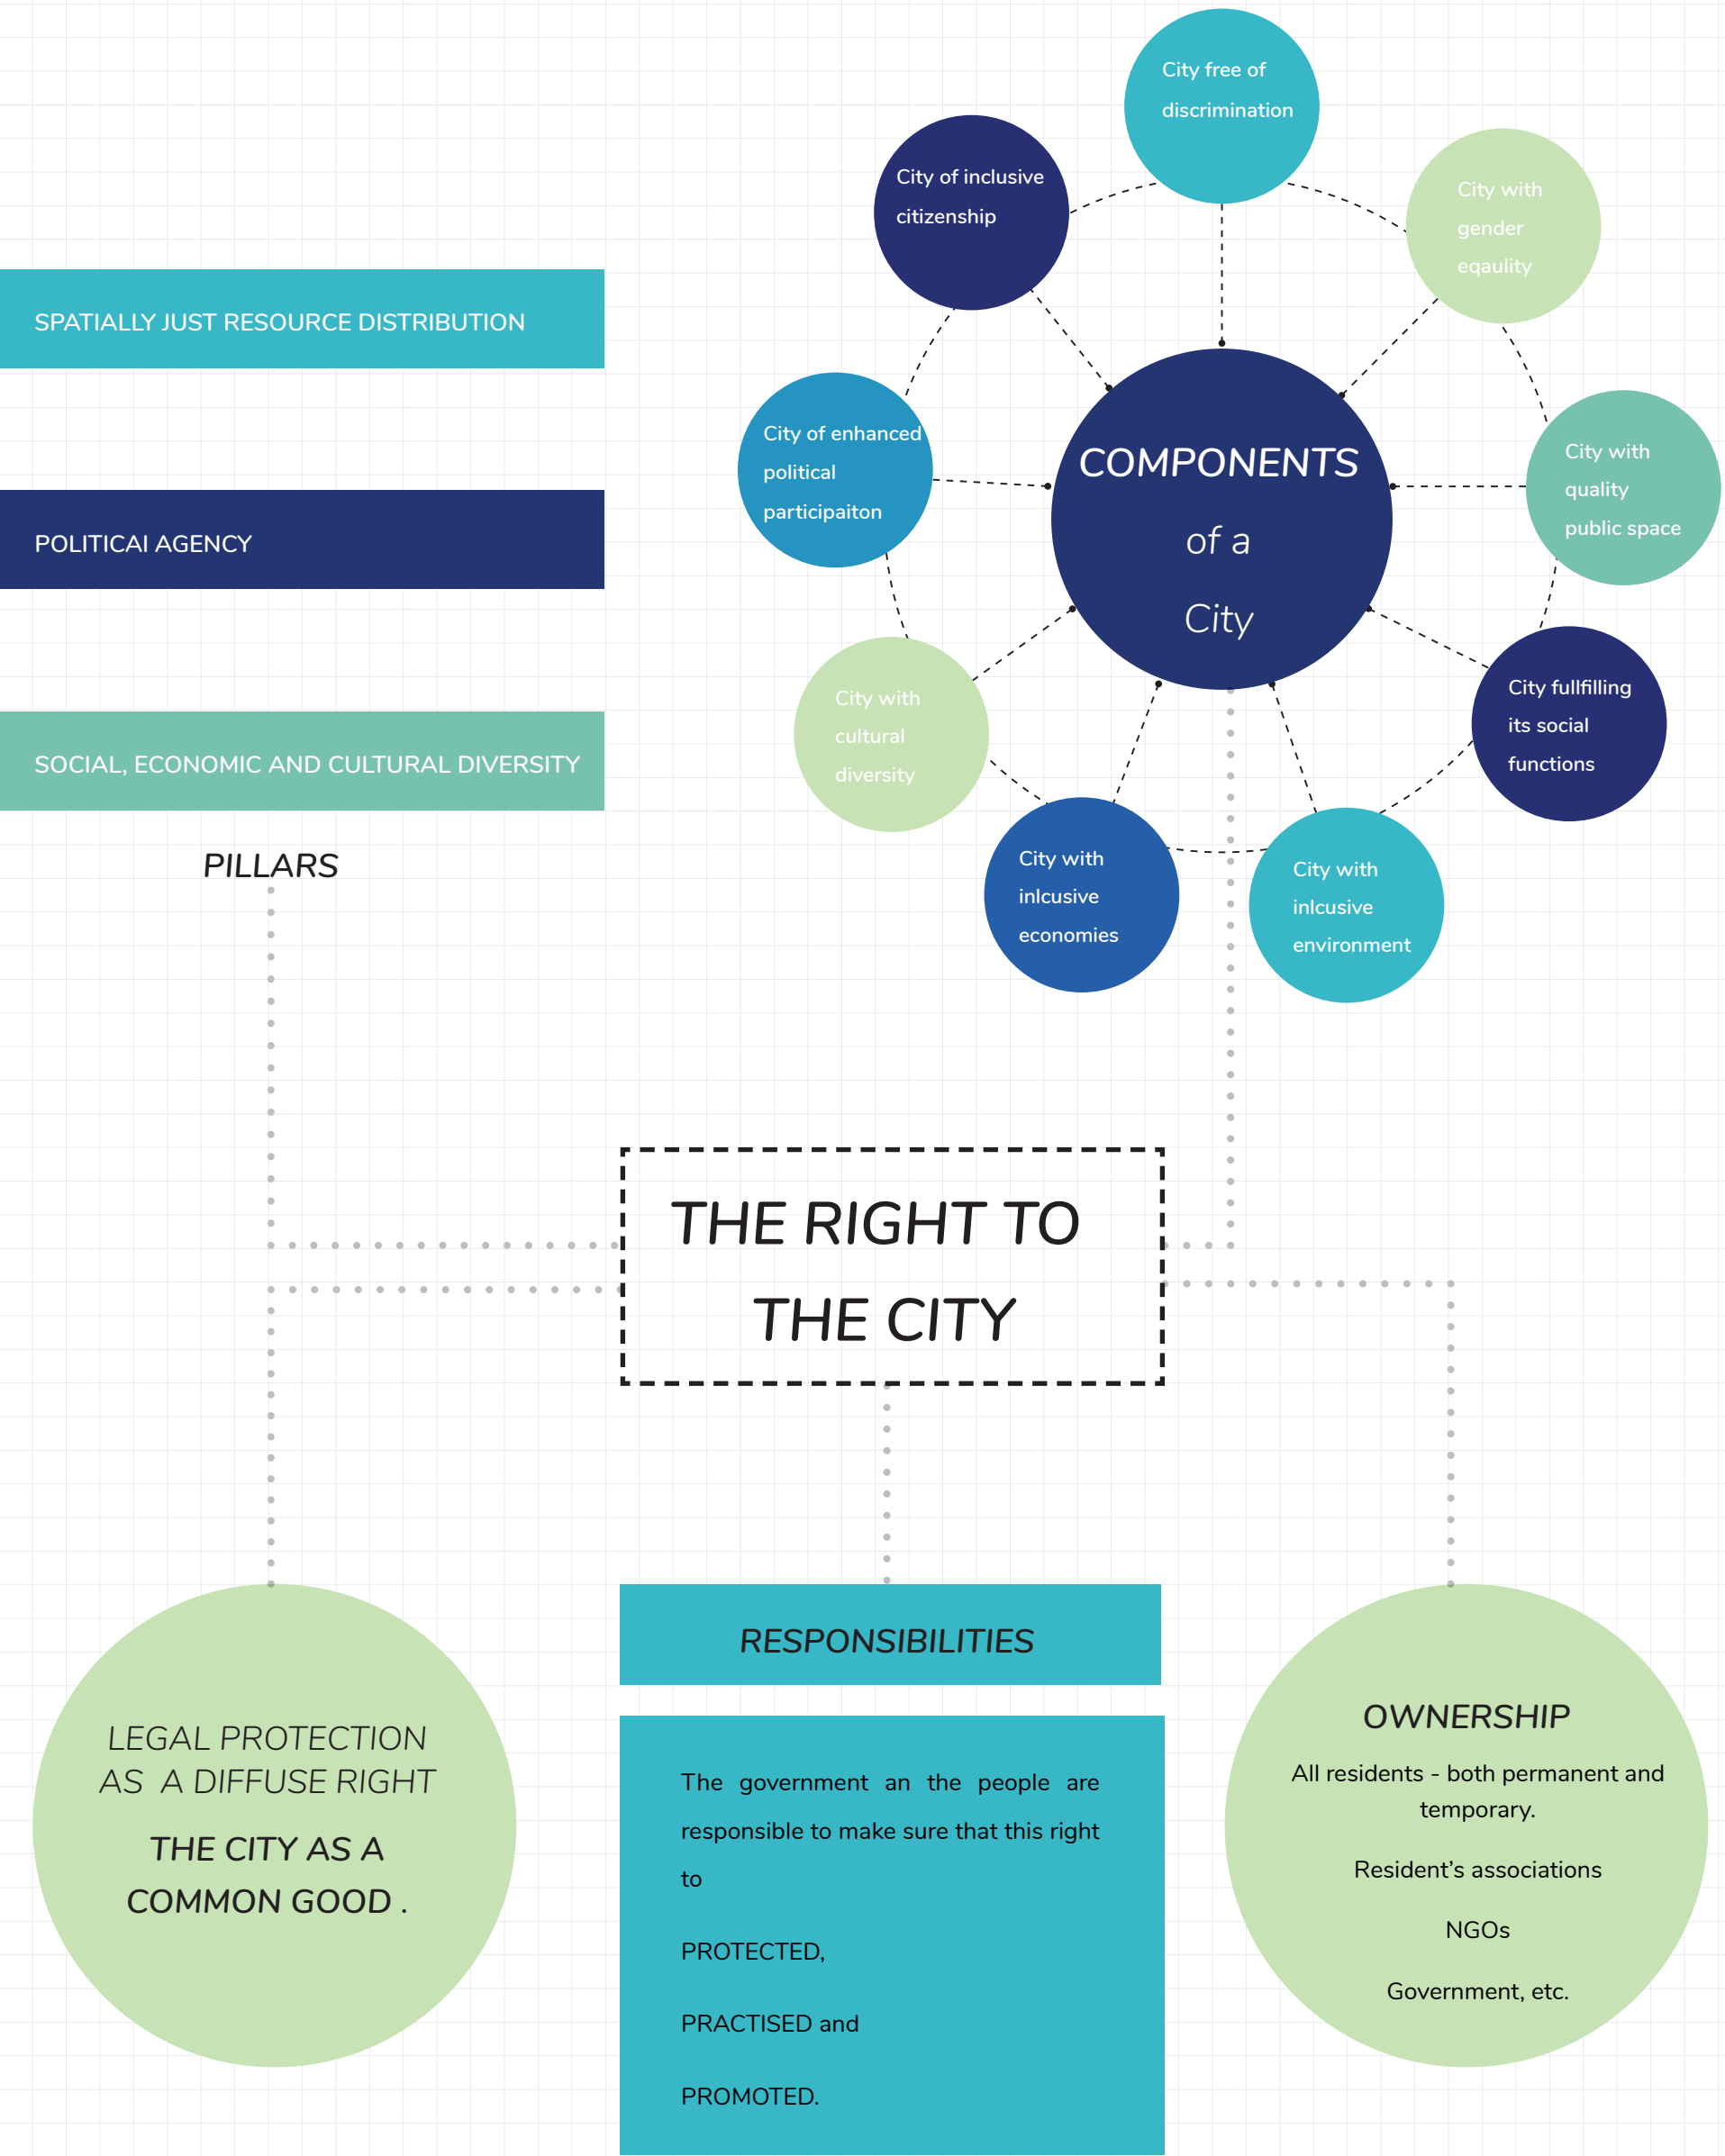 City free of
discrimination
City of inclusive
citizenship
City with
gender
eqaulity
SPATIALLY JUST RESOURCE DISTRIBUTION
City of enhanced
political
participaiton
COMPONENTS
of a
City
City with
quality
public space
POLITICAI AGENCY
City with
cultural
diversity
City fullfilling
its social
functions
SOCIAL, ECONOMIC AND CULTURAL DIVERSITY
PILLARS
City with
inlcusive
economies
City with
inlcusive
environment
THE RIGHT TO
THE CITY
LEGAL PROTECTION
AS A DIFFUSE RIGHT
THE CITY AS A
COMMON GOOD .
RESPONSIBILITIES
The government an the people are
responsible to make sure that this right
to
PROTECTED,
PRACTISED and
PROMOTED.
OWNERSHIP
All residents - both permanent and
temporary.
Resident’s associations
NGOs
Government, etc.